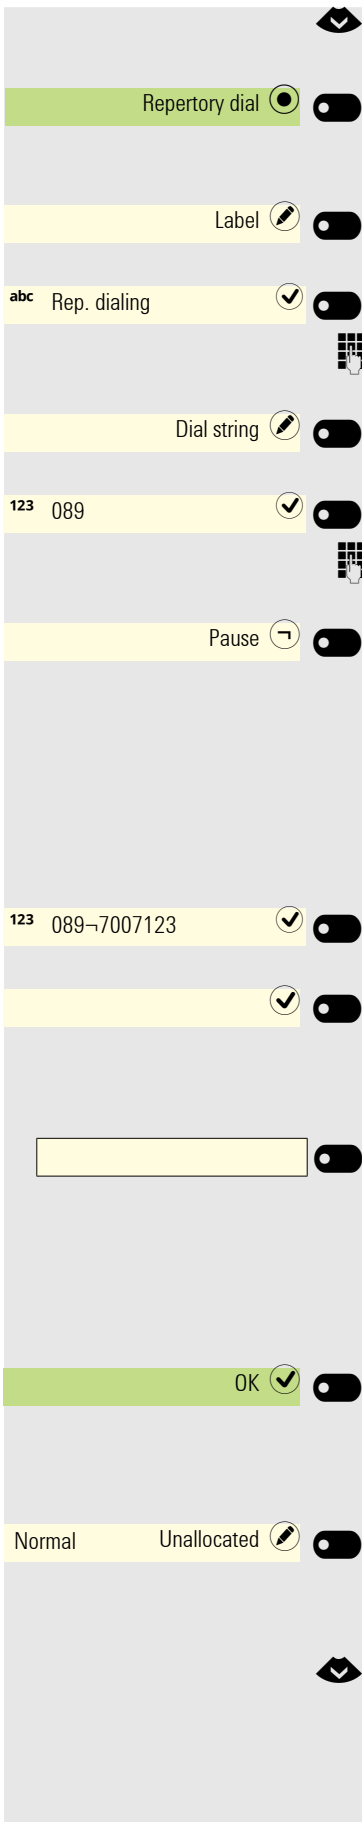 Repertory dial
Label
abc Rep. dialing
Dial string
123 089
Pause ¬
123 089¬7007123
OK
Normal Unallocated